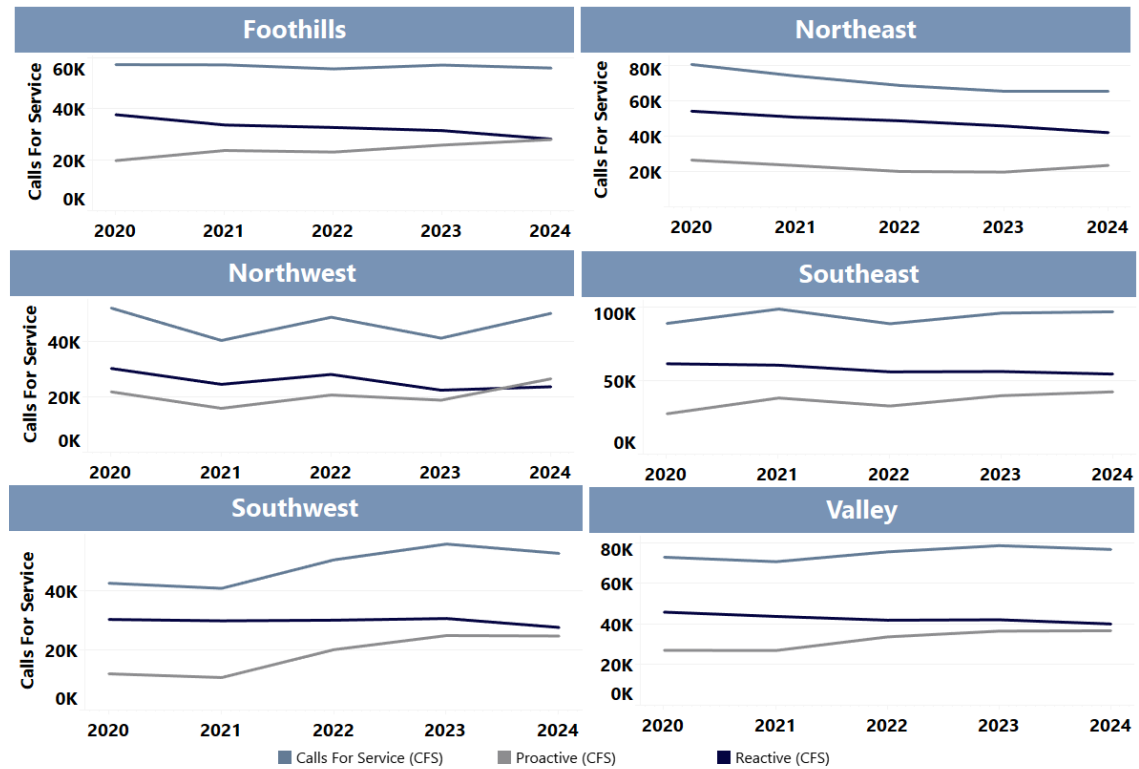 Foothills
Calls For Service
60K
40K
20K
0K
2020 2021 2022 2023 2024
Northeast
Calls For Service
80K
60K
40K
20K
2020 2021 2022 2023 2024
Northwest
Calls For Service
40K
20K
0K
2020 2021 2022 2023 2024
Southeast
100K
50K
0K
2020 2021 2022 2023 2024
Southwest
Calls For Service
40K
20K
0K
2020 2021 2022 2023 2024
Valley
80K
60K
40K
20K
0K
2020 2021 2022 2023 2024
Calls For Service (CFS) Proactive (CFS) Reactive (CFS)